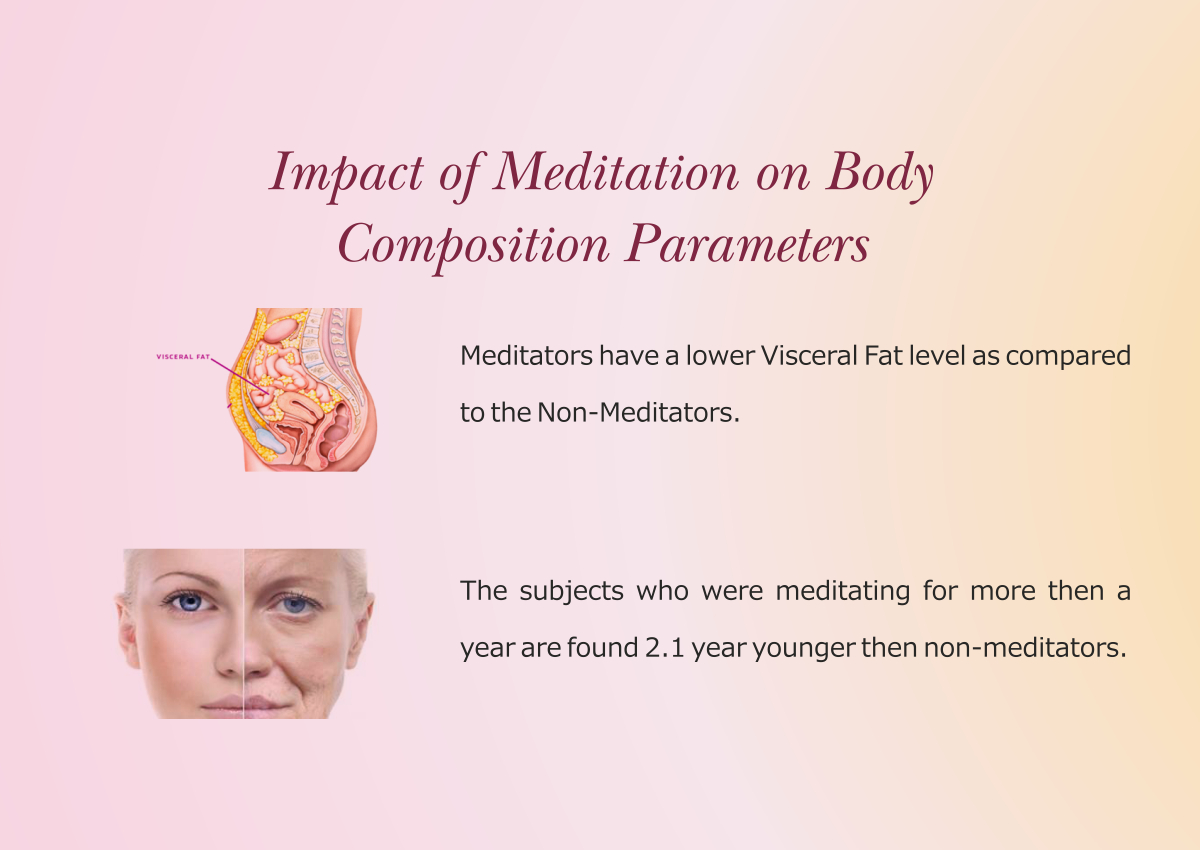 Impact of Meditation on Body
Composition Parameters
VISCERAL FAT
Meditators have a lower Visceral Fat level as compared
to the Non-Meditators.
The subjects who were meditating for more then a
year are found 2.1 year younger then non-meditators.